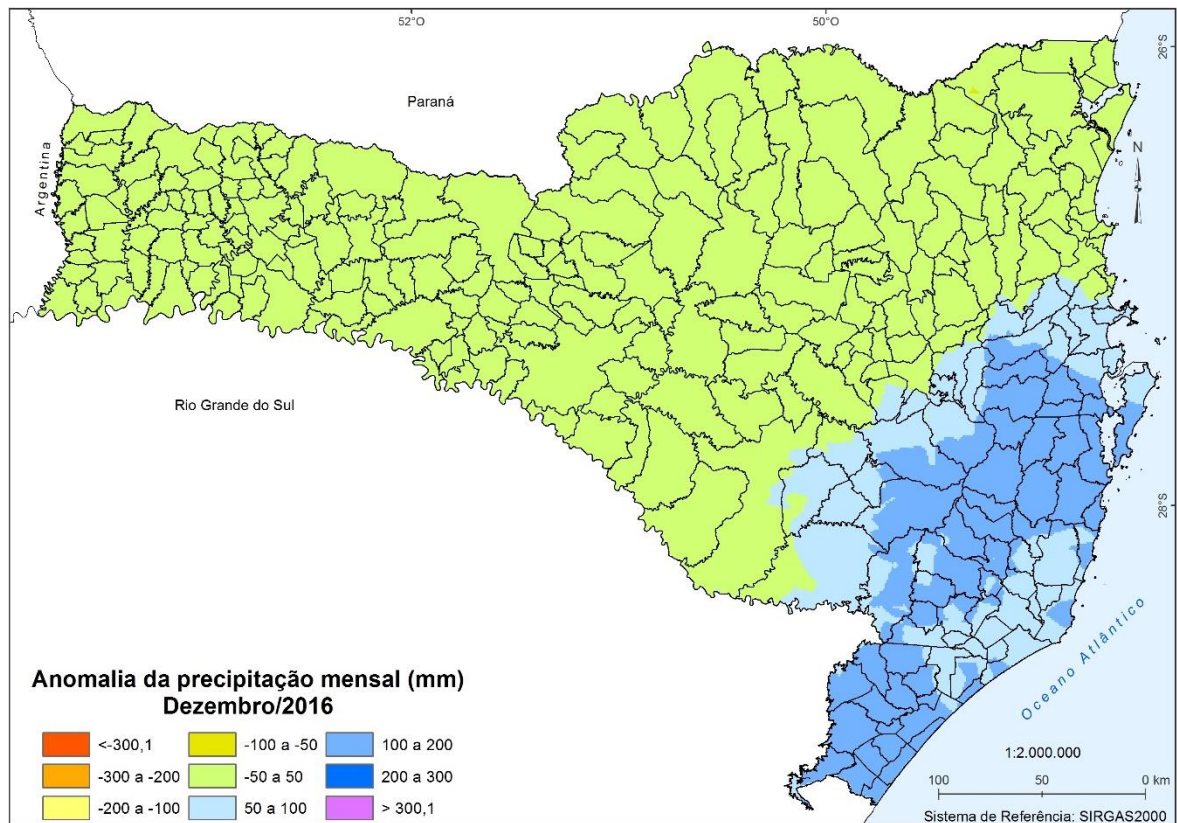 52°O
50°O
26°S
Paraná
Argentina
N
Rio Grande do Sul
28°S
Oceano Atlântico
Anomalia da precipitação mensal (mm)
Dezembro/2016
<-300,1
-100 a -50
100 a 200
-300 a -200
-50 a 50
200 a 300
-200 a -100
50 a 100
> 300,1
1:2.000.000
100
50
0 km
Sistema de Referência: SIRGAS2000